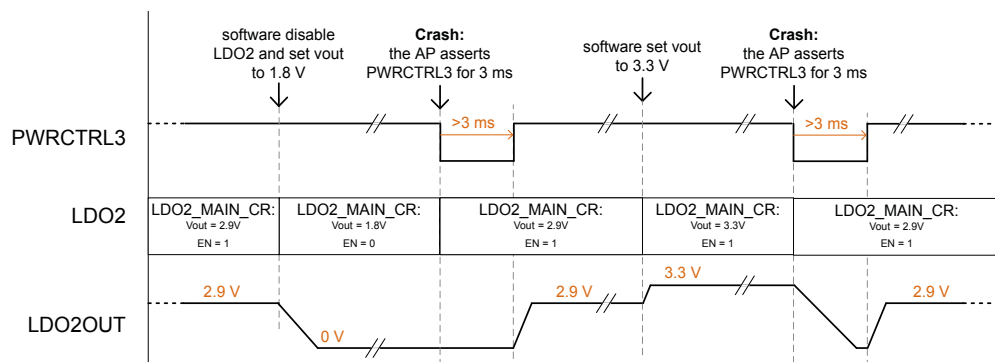 software disable
LDO2 and set vout
to 1.8 V
Crash:
the AP asserts
PWRCTRL3 for 3 ms
software set vout
to 3.3 V
Crash:
the AP asserts
PWRCTRL3 for 3 ms
PWRCTRL3
>3 ms
>3 ms
LDO2
LDO2_MAIN_CR:
Vout = 2.9V
EN = 1
LDO2_MAIN_CR:
Vout = 1.8V
EN = 0
LDO2_MAIN_CR:
Vout = 2.9V
EN = 1
LDO2_MAIN_CR:
Vout = 3.3V
EN = 1
LDO2_MAIN_CR:
Vout = 2.9V
EN = 1
LDO2OUT
2.9 V
0 V
2.9 V
3.3 V
2.9 V